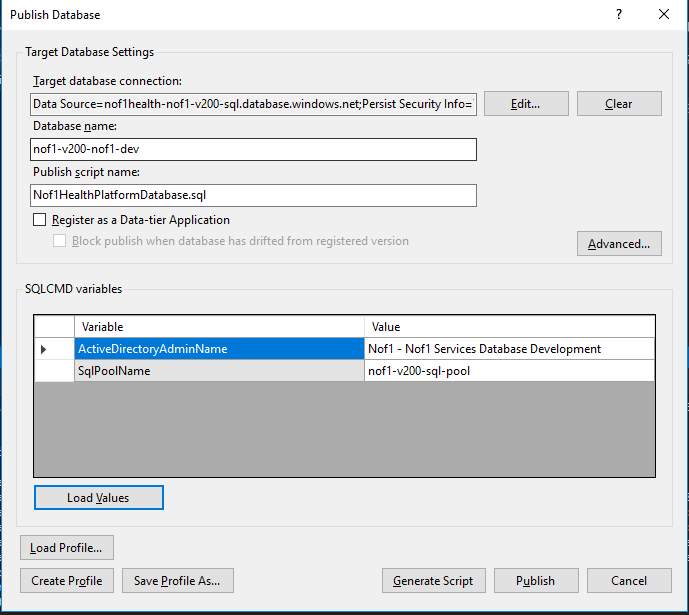 Publish Database
?
Target Database Settings
Target database connection:
Data Source=nof1health-nof1-v200-sql.database.windows.net;Persist Security Info=
Edit...
Clear
Database name:
nof1-v200-nof1-dev
Publish script name:
Nof1HealthPlatformDatabase.sql
Register as a Data-tier Application
Block publish when database has drifted from registered version
Advanced...
SQLCMD variables
Variable Value
ActiveDirectoryAdminName Nof1 - Nof1 Services Database Development
SqlPoolName nof1-v200-sql-pool
Load Values
Load Profile...
Create Profile Save Profile As... Generate Script Publish Cancel